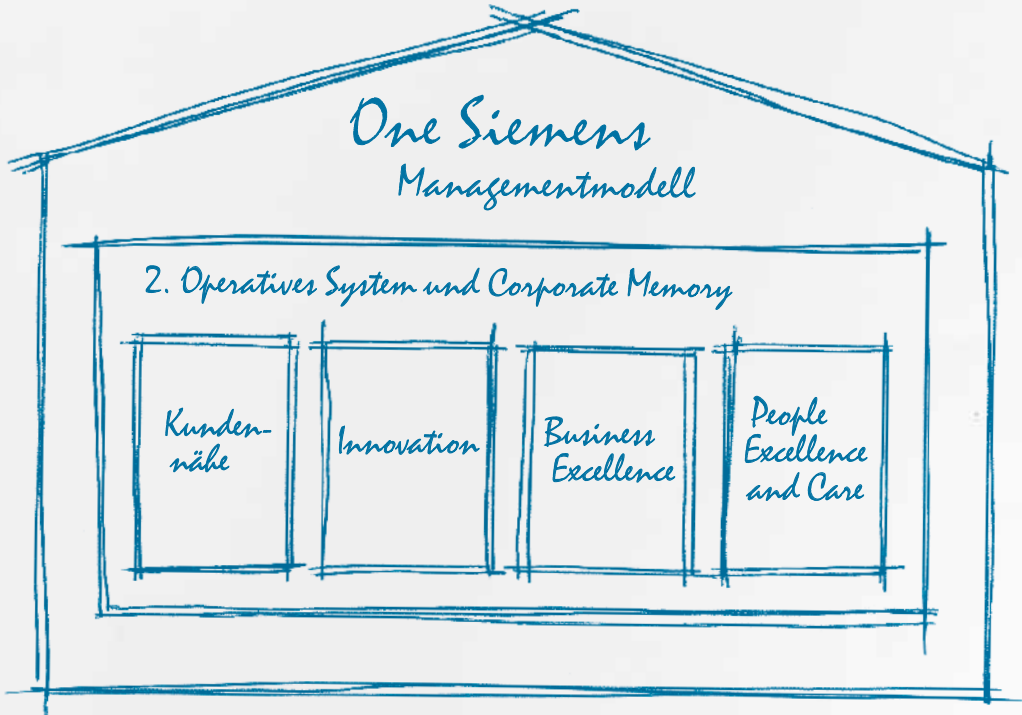 One Siemens
Managementmodell
2. Operatives System und Corporate Memory
Kunden-
nähe
Innovation
Business
Excellence
People
Excellence
and Care